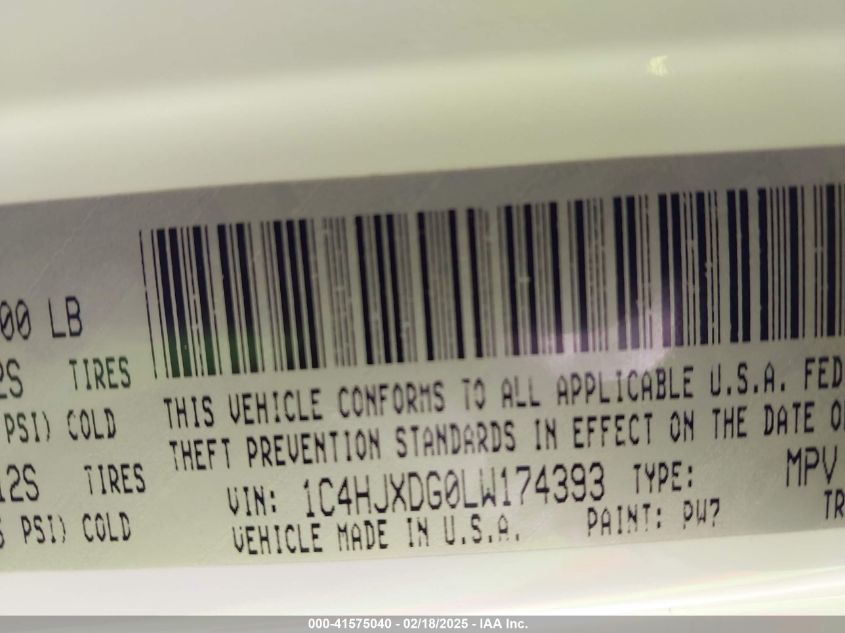 00 LB
2S TIRES
PSI) COLD
12S TIRES
PSI) COLD
THIS VEHICLE CONFORMS TO ALL APPLICABLE U.S.A. FED
THEFT PREVENTION STANDARDS IN EFFECT ON THE DATE O
VIN: 1C4HJXDG0LW174393 TYPE: MPV
VEHICLE MADE IN U.S.A. PAINT: PW7 TR
000-41575040 - 02/18/2025 - IAA Inc.